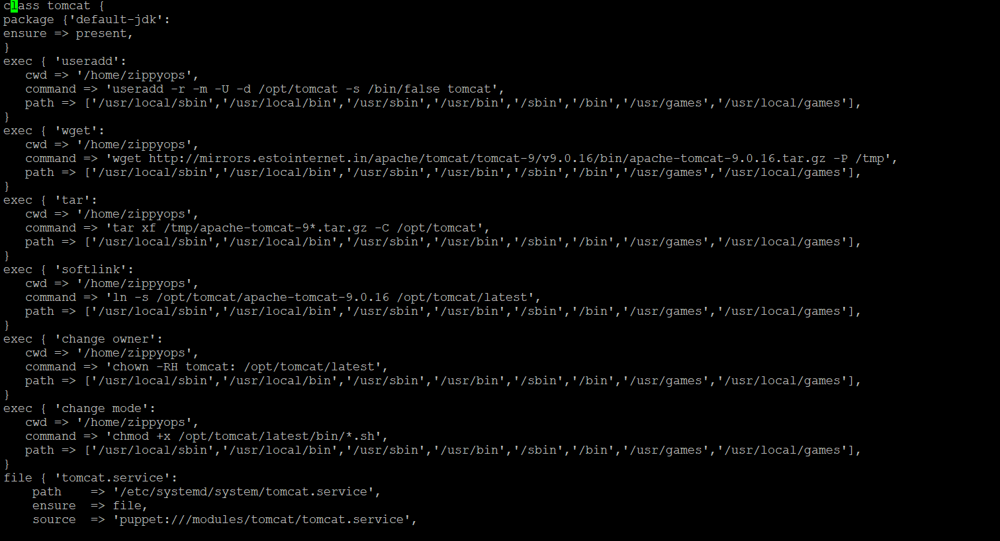 class tomcat {
package {'default-jdk':
ensure => present,
}
exec { 'useradd':
   cwd => '/home/zippyops',
   command => 'useradd -r -m -U -d /opt/tomcat -s /bin/false tomcat',
   path => ['/usr/local/sbin','/usr/local/bin','/usr/sbin','/usr/bin','/sbin','/bin','/usr/games','/usr/local/games'],
}
exec { 'wget':
   cwd => '/home/zippyops',
   command => 'wget http://mirrors.estointernet.in/apache/tomcat/tomcat-9/v9.0.16/bin/apache-tomcat-9.0.16.tar.gz -P /tmp',
   path => ['/usr/local/sbin','/usr/local/bin','/usr/sbin','/usr/bin','/sbin','/bin','/usr/games','/usr/local/games'],
}
exec { 'tar':
   cwd => '/home/zippyops',
   command => 'tar xf /tmp/apache-tomcat-9*.tar.gz -C /opt/tomcat',
   path => ['/usr/local/sbin','/usr/local/bin','/usr/sbin','/usr/bin','/sbin','/bin','/usr/games','/usr/local/games'],
}
exec { 'softlink':
   cwd => '/home/zippyops',
   command => 'ln -s /opt/tomcat/apache-tomcat-9.0.16 /opt/tomcat/latest',
   path => ['/usr/local/sbin','/usr/local/bin','/usr/sbin','/usr/bin','/sbin','/bin','/usr/games','/usr/local/games'],
}
exec { 'change owner':
   cwd => '/home/zippyops',
   command => 'chown -RH tomcat: /opt/tomcat/latest',
   path => ['/usr/local/sbin','/usr/local/bin','/usr/sbin','/usr/bin','/sbin','/bin','/usr/games','/usr/local/games'],
}
exec { 'change mode':
   cwd => '/home/zippyops',
   command => 'chmod +x /opt/tomcat/latest/bin/*.sh',
   path => ['/usr/local/sbin','/usr/local/bin','/usr/sbin','/usr/bin','/sbin','/bin','/usr/games','/usr/local/games'],
}
file { 'tomcat.service':
    path    => '/etc/systemd/system/tomcat.service',
    ensure  => file,
    source  => 'puppet:///modules/tomcat/tomcat.service',